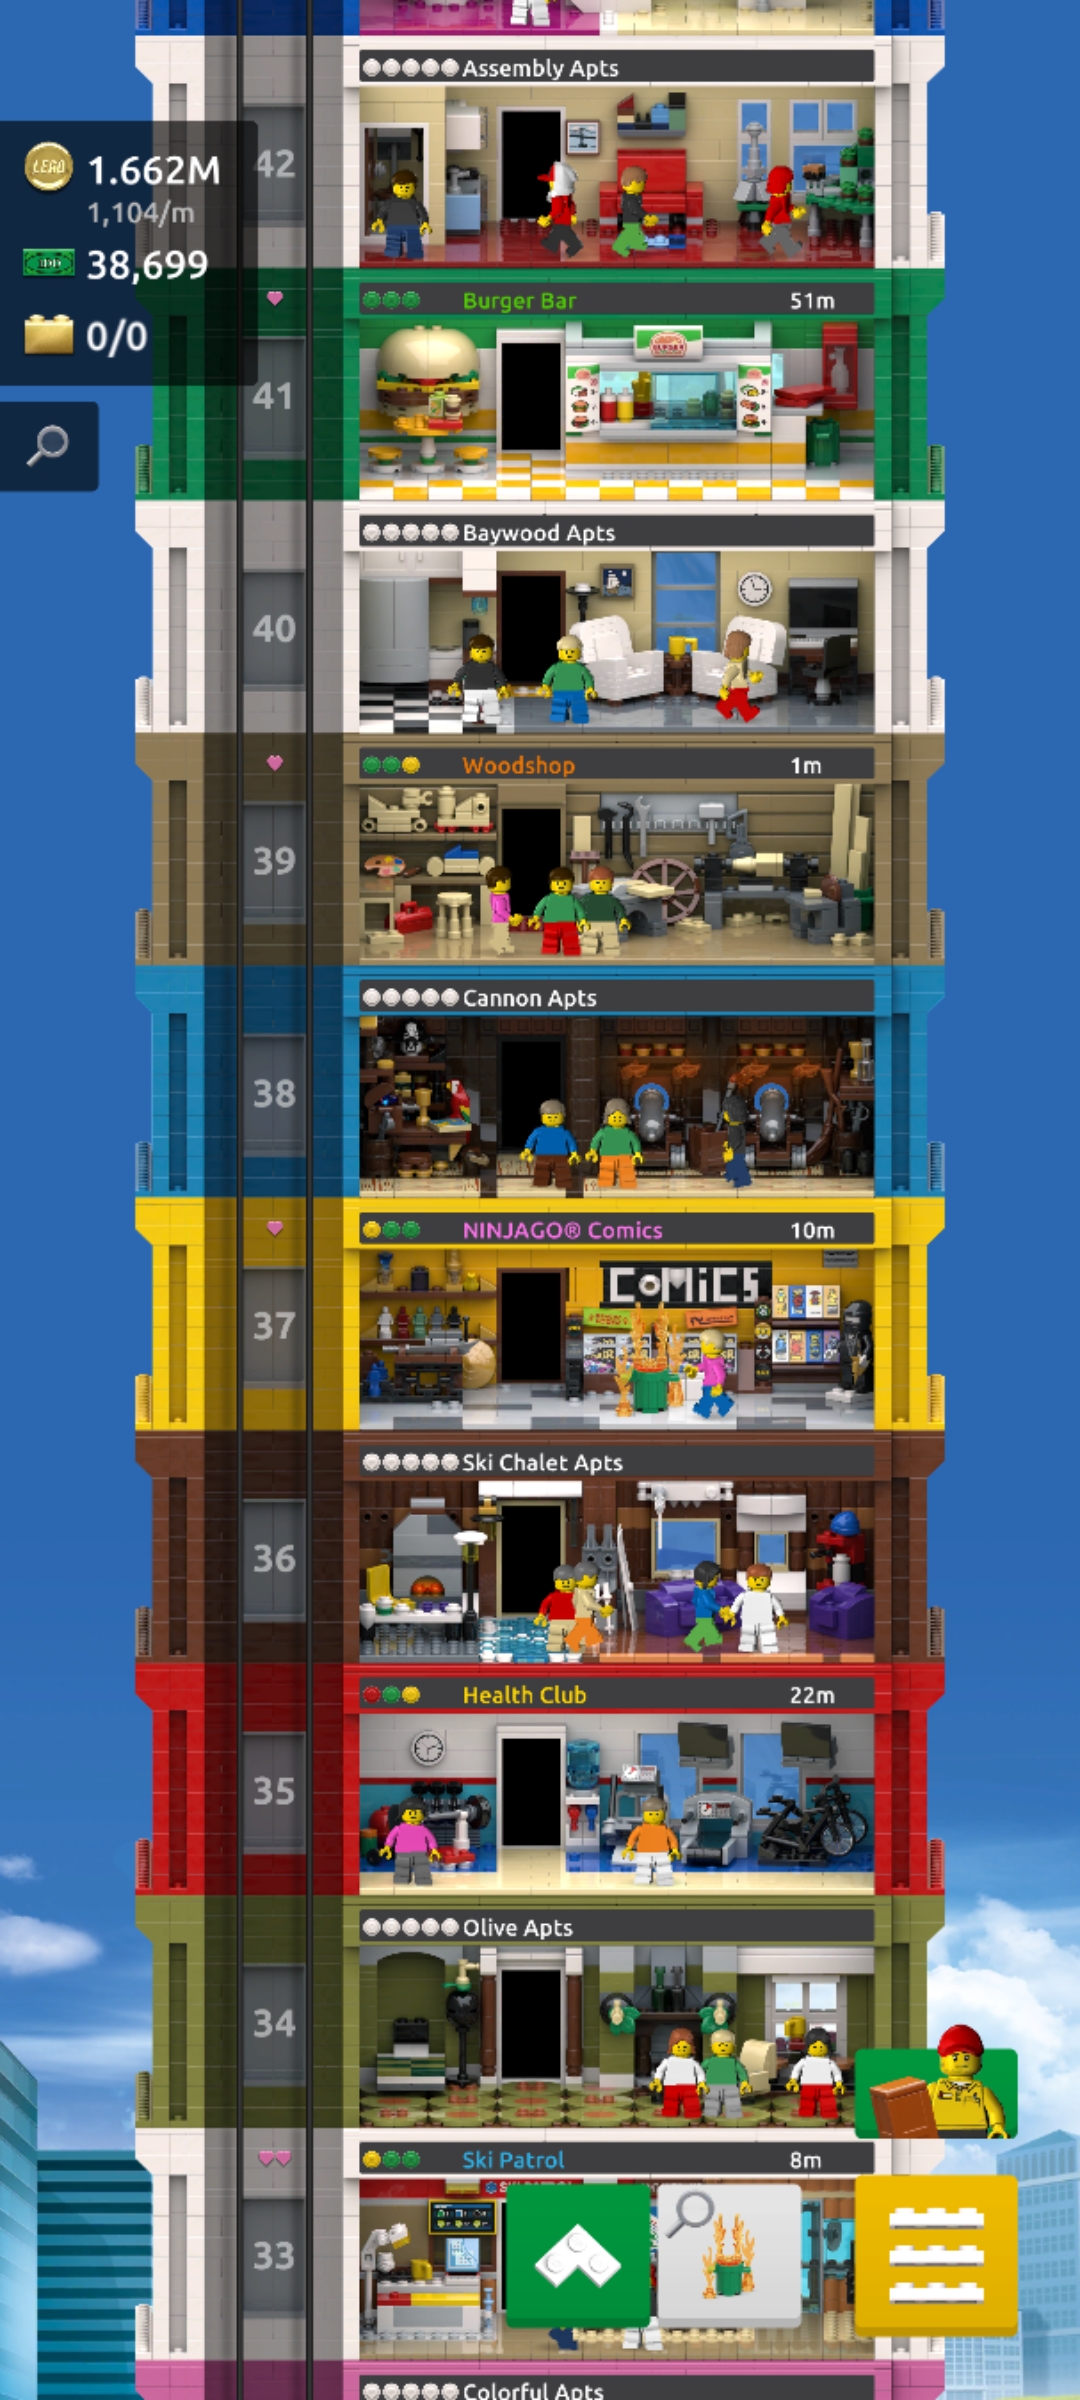 Assembly Apts
42
LEGO
1.662M
1,104/m
38,699
0/0
Burger Bar 51m
BURGER
41
Baywood Apts
40
Woodshop 1m
39
Cannon Apts
38
NINJAGO® Comics 10m
COMiCS
37
Ski Chalet Apts
36
Health Club 22m
35
Olive Apts
34
Ski Patrol 8m
33
Colorful Apts